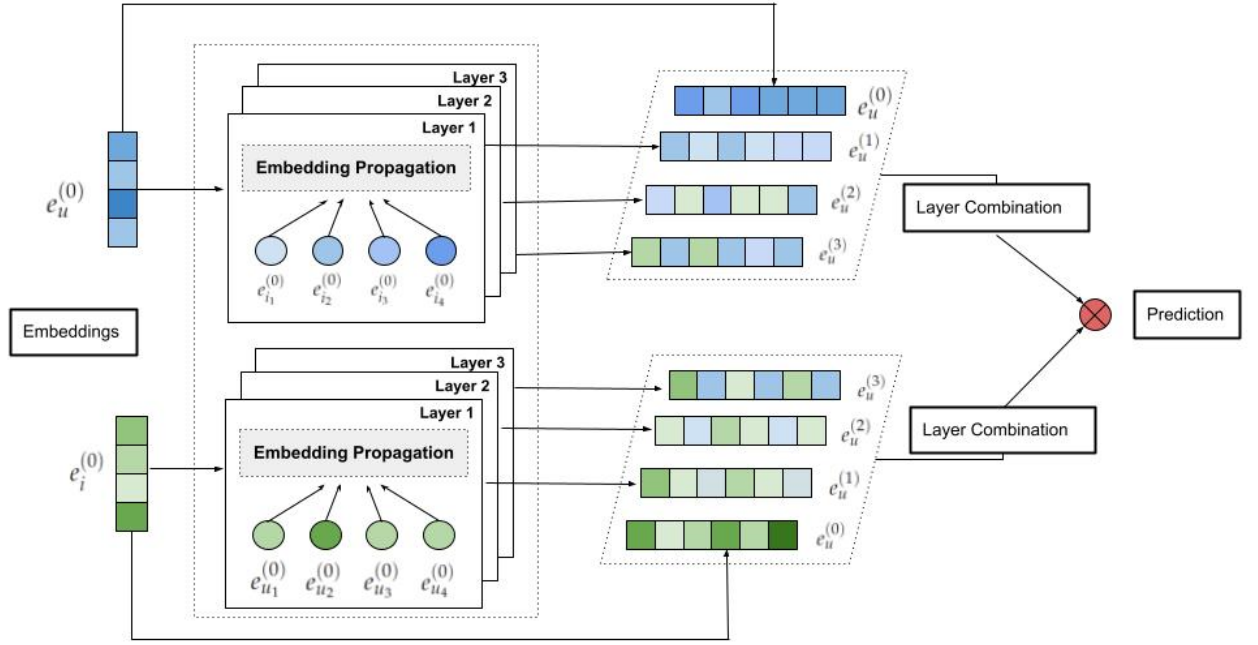 Layer 3
Layer 2
Layer 1
Embedding Propagation
e_u^{(0)}
e_{i_1}^{(0)} e_{i_2}^{(0)} e_{i_3}^{(0)} e_{i_4}^{(0)}
e_u^{(0)}
e_u^{(1)}
e_u^{(2)}
e_u^{(3)}
Layer Combination
Embeddings
Prediction
Layer 3
Layer 2
Layer 1
Embedding Propagation
e_i^{(0)}
e_{u_1}^{(0)} e_{u_2}^{(0)} e_{u_3}^{(0)} e_{u_4}^{(0)}
e_u^{(3)}
e_u^{(2)}
e_u^{(1)}
e_u^{(0)}
Layer Combination